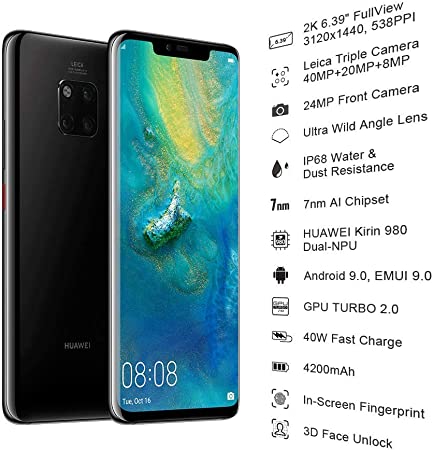 LEICA
HUAWEI
08:08
Tue, Oct 16
6.39"
2K 6.39" FullView
3120x1440, 538PPI
Leica Triple Camera
40MP+20MP+8MP
24MP Front Camera
Ultra Wild Angle Lens
IP68 Water &
Dust Resistance
7nm
7nm AI Chipset
HUAWEI Kirin 980
Dual-NPU
Android 9.0, EMUI 9.0
GPU
GPU TURBO 2.0
40W Fast Charge
4200mAh
In-Screen Fingerprint
3D Face Unlock